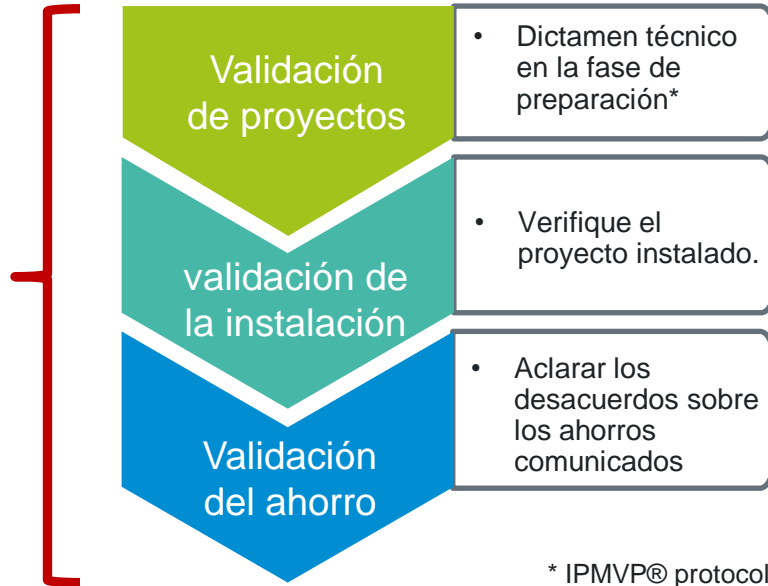 Validación
de proyectos
• Dictamen técnico
en la fase de
preparación*
validación de
la instalación
• Verifique el
proyecto instalado.
Validación
del ahorro
• Aclarar los
desacuerdos sobre
los ahorros
comunicados
* IPMVP® protocol